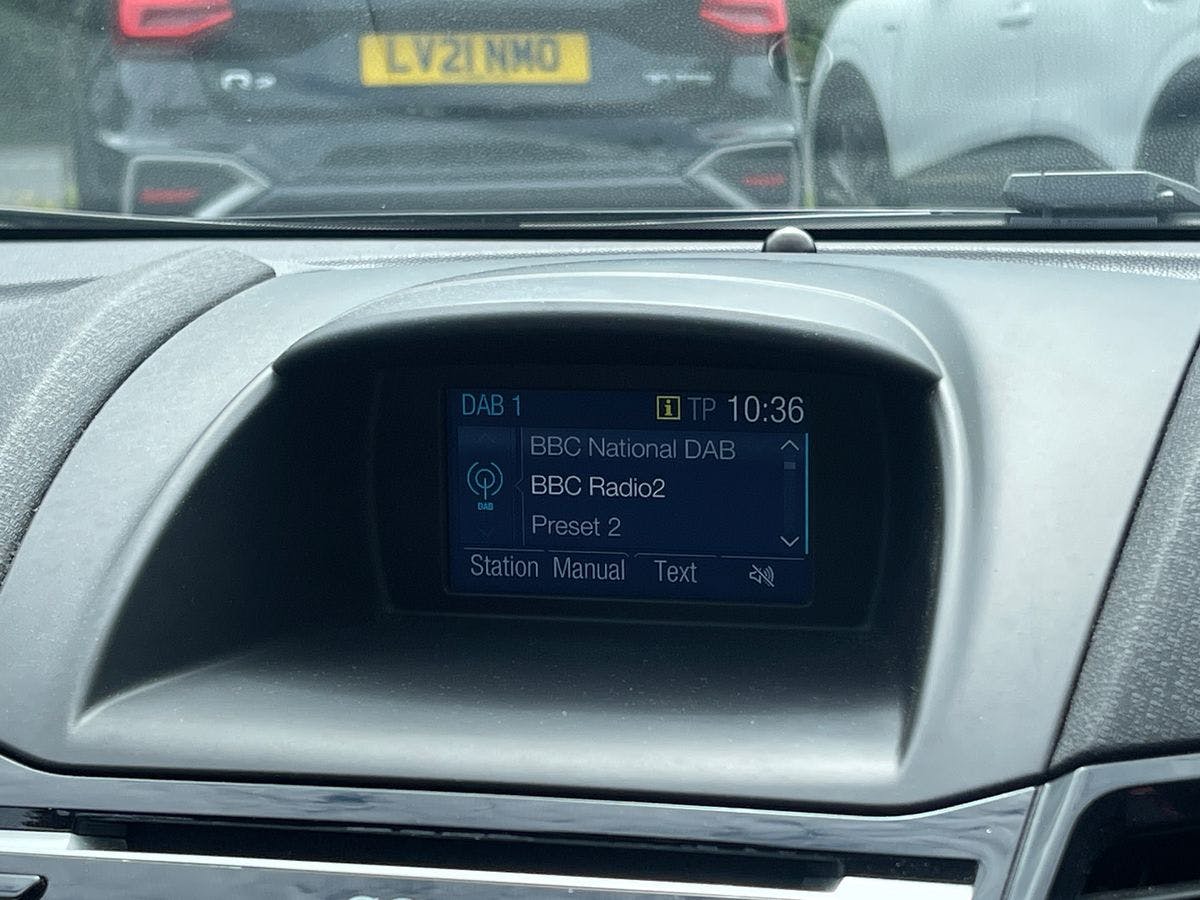 LV21 NMO
DAB 1 i TP 10:36
BBC National DAB
DAB
BBC Radio2
Preset 2
Station Manual Text